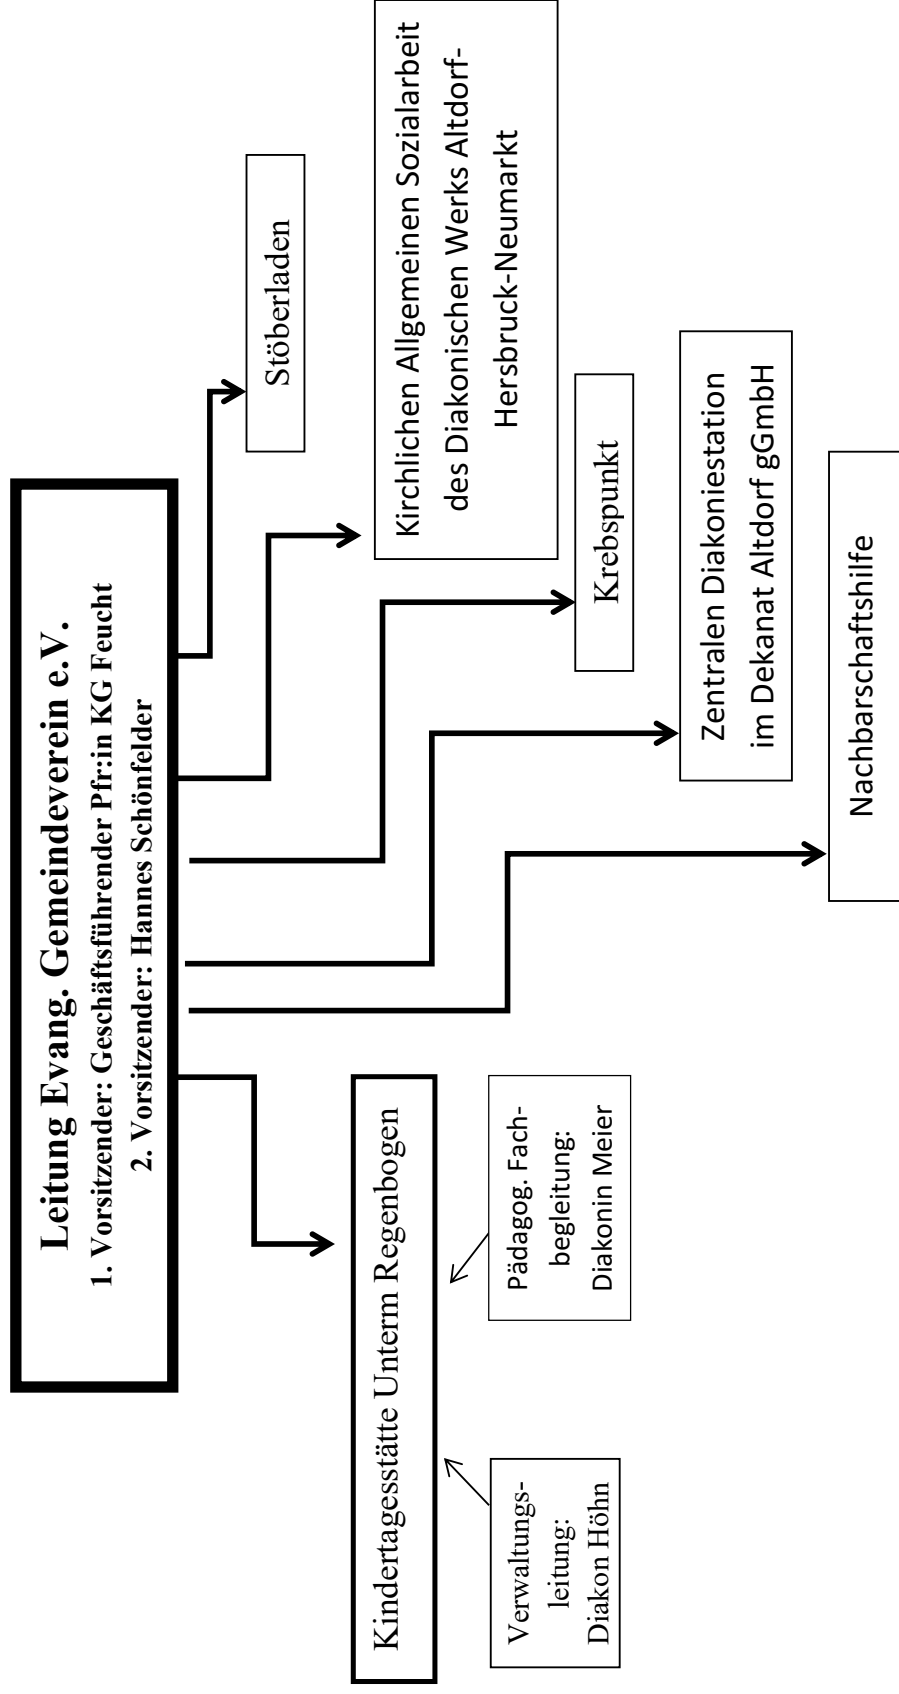 Leitung Evang. Gemeindeverein e.V.
1. Vorsitzender: Geschäftsführender Pfr:in KG Feucht
2. Vorsitzender: Hannes Schönfelder
Stöberladen
Kindertagesstätte Unterm Regenbogen
Kirchlichen Allgemeinen Sozialarbeit
des Diakonischen Werks Altdorf-
Hersbruck-Neumarkt
Verwaltungs-
leitung:
Diakon Höhn
Pädagog. Fach-
begleitung:
Diakonin Meier
Krebspunkt
Zentralen Diakoniestation
im Dekanat Altdorf gGmbH
Nachbarschaftshilfe